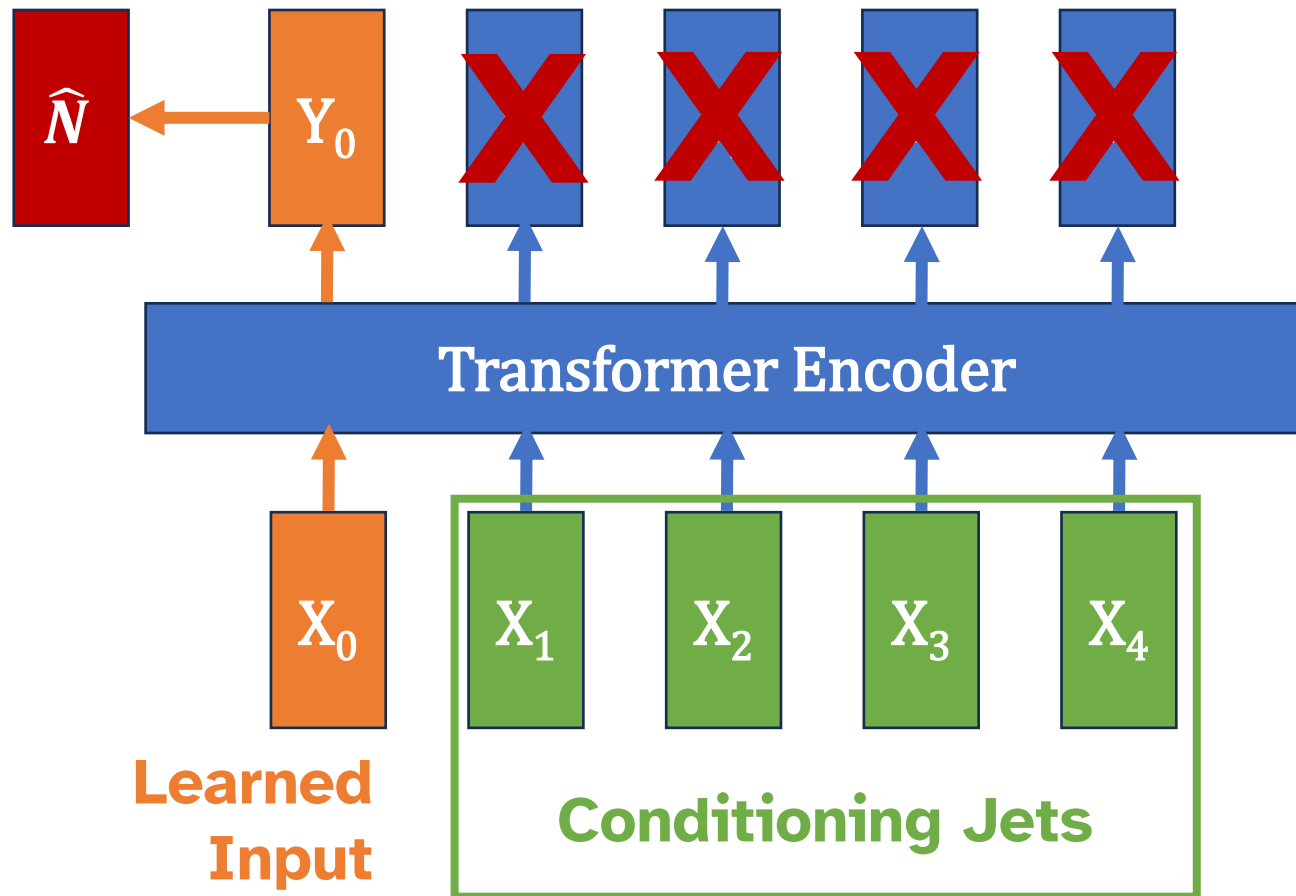 N̂
Y₀
X
X
X
X
Transformer Encoder
X₀
X₁
X₂
X₃
X₄
Learned
Input
Conditioning Jets